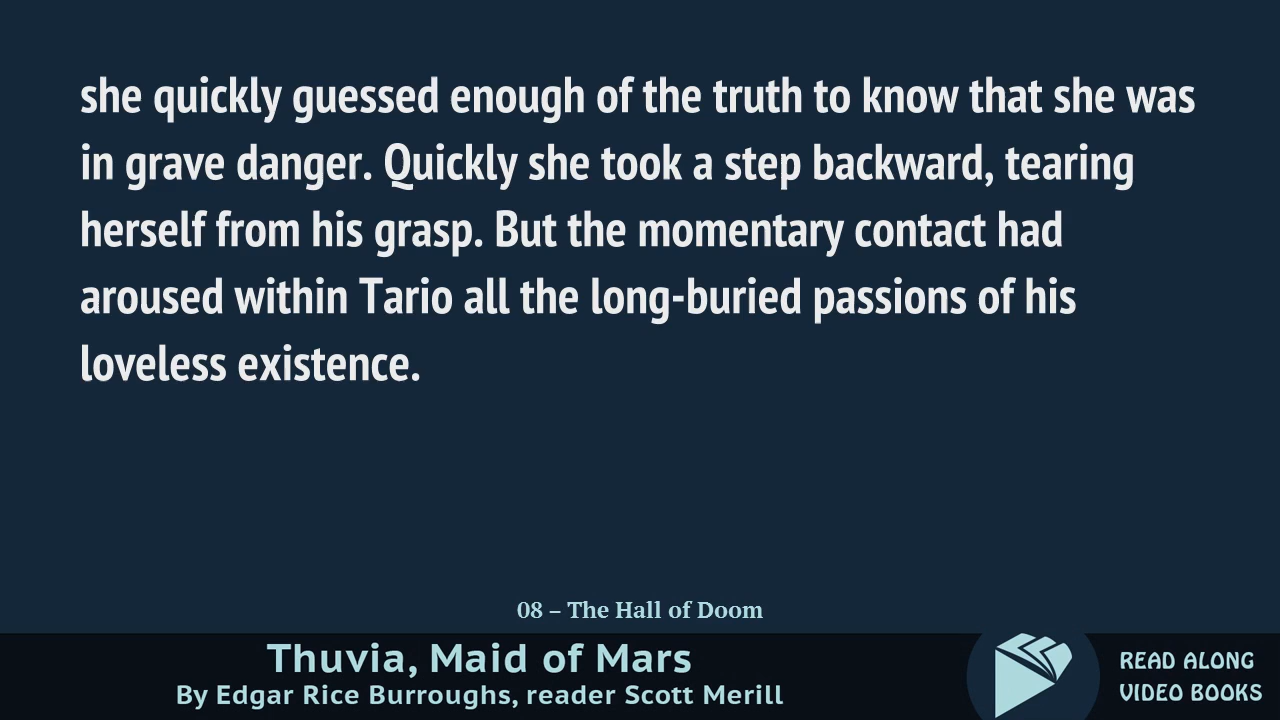 she quickly guessed enough of the truth to know that she was
in grave danger. Quickly she took a step backward, tearing
herself from his grasp. But the momentary contact had
aroused within Tario all the long-buried passions of his
loveless existence.
08 – The Hall of Doom
Thuvia, Maid of Mars
By Edgar Rice Burroughs, reader Scott Merill
READ ALONG
VIDEO BOOKS